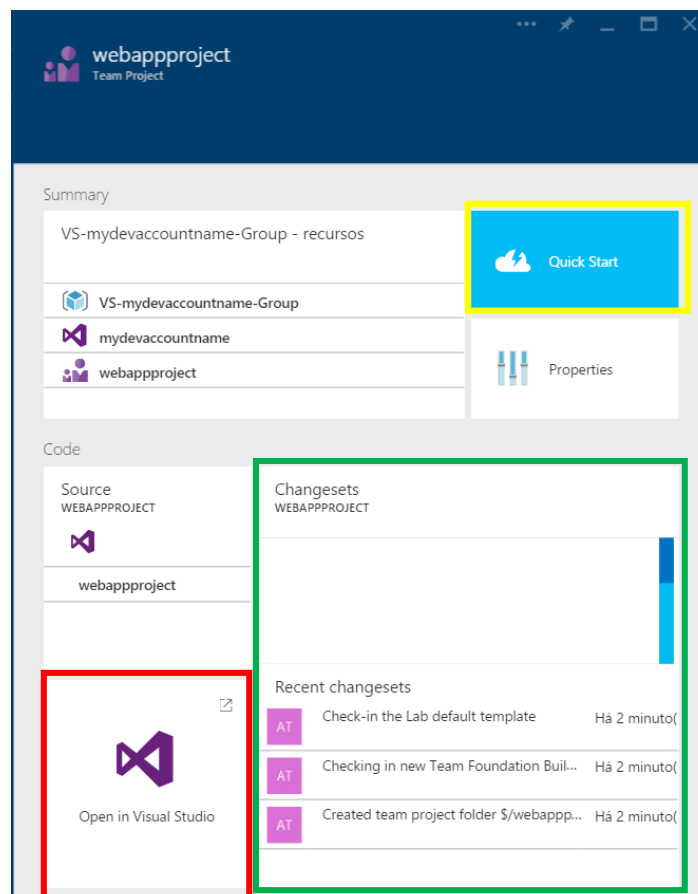 webappproject
Team Project
Summary
VS-mydevaccountname-Group - recursos
VS-mydevaccountname-Group
mydevaccountname
webappproject
Quick Start
Properties
Code
Source
WEBAPPPROJECT
webappproject
Open in Visual Studio
Changesets
WEBAPPPROJECT
Recent changesets
AT Check-in the Lab default template Há 2 minuto(
AT Checking in new Team Foundation Buil... Há 2 minuto(
AT Created team project folder $/webappp... Há 2 minuto(